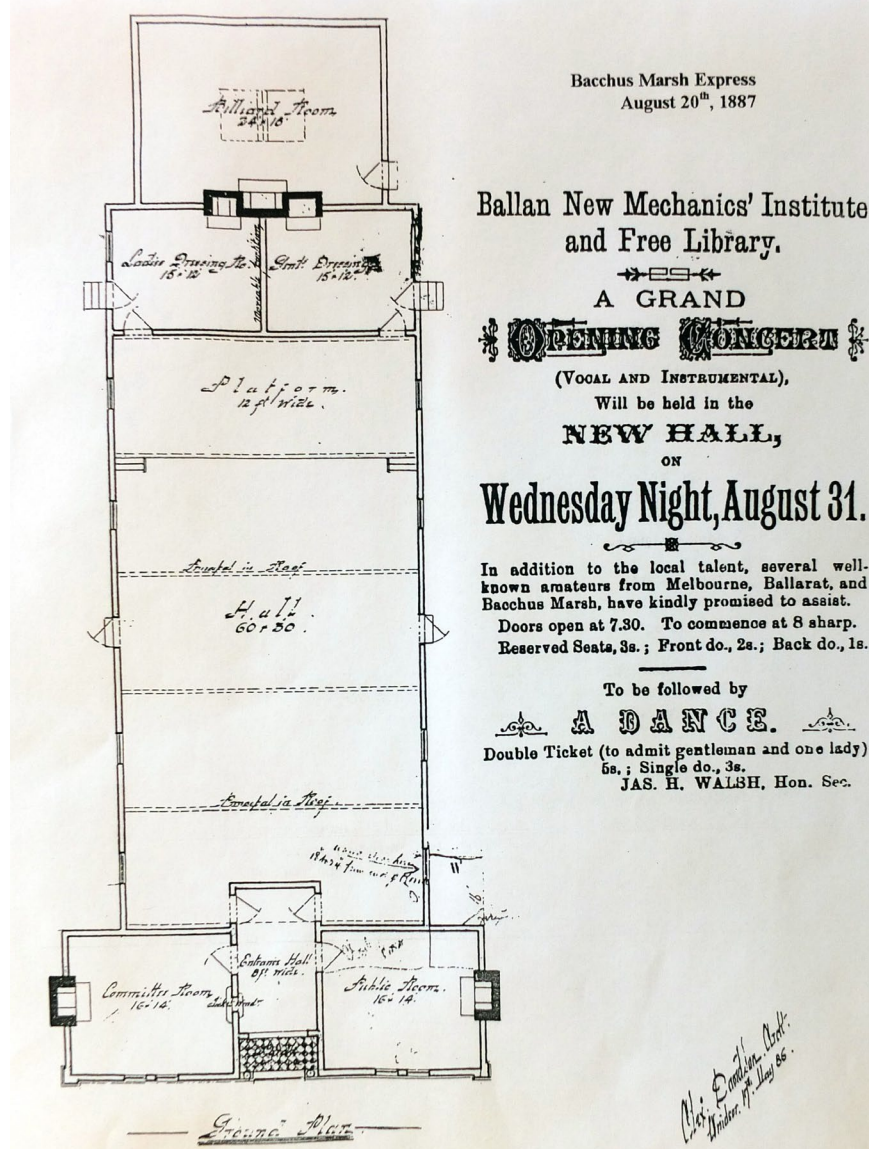 Billiard Room
24 × 18
Ladies Dressing Rm.
15 × 12
Moveable Partition
Gent's Dressing
15 × 12
Platform.
12 ft Wide.
Hall
60 × 30
Entrance Hall
8 ft. Wide.
Committee Room
16 × 14
Public Room.
16 × 14
Ground Plan
Bacchus Marsh Express
August 20th, 1887
Ballan New Mechanics' Institute
and Free Library.
A GRAND
OPENING CONCERT
(VOCAL AND INSTRUMENTAL),
Will be held in the
NEW HALL,
ON
Wednesday Night, August 31.
In addition to the local talent, several well-
known amateurs from Melbourne, Ballarat, and
Bacchus Marsh, have kindly promised to assist.
Doors open at 7.30. To commence at 8 sharp.
Reserved Seats, 3s.; Front do., 2s.; Back do., 1s.
To be followed by
A DANCE.
Double Ticket (to admit gentleman and one lady)
5s.; Single do., 3s.
JAS. H. WALSH, Hon. Sec.
May 86.